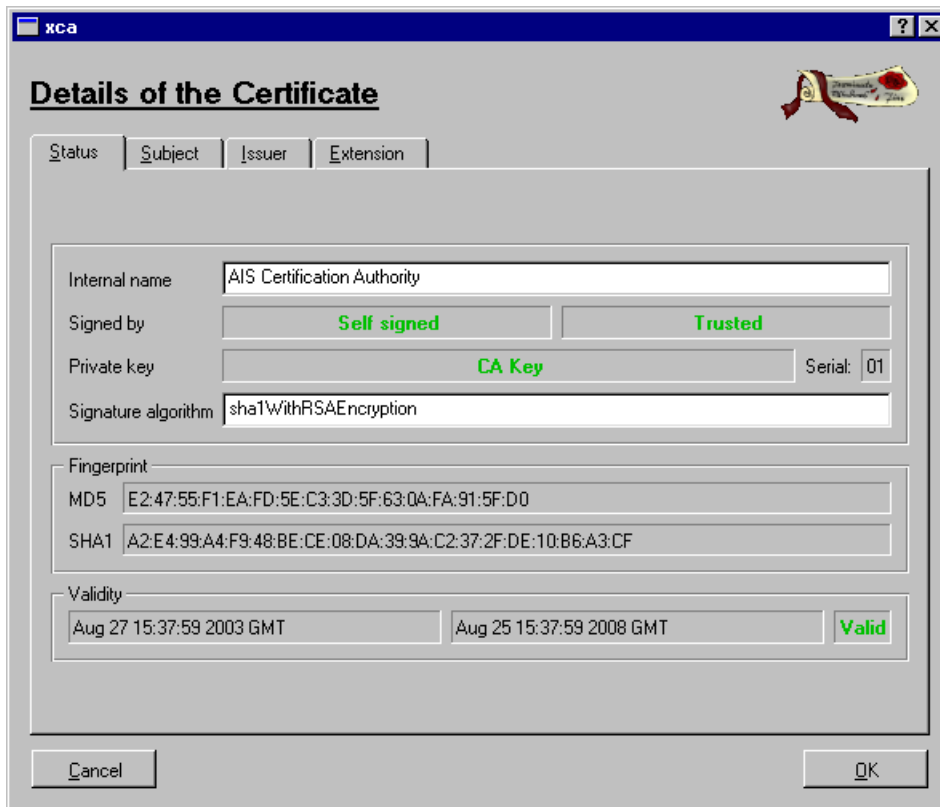 xca
Details of the Certificate
Status Subject Issuer Extension
Internal name AIS Certification Authority
Signed by Self signed Trusted
Private key CA Key Serial: 01
Signature algorithm sha1WithRSAEncryption
Fingerprint
MD5 E2:47:55:F1:EA:FD:5E:C3:3D:5F:63:0A:FA:91:5F:D0
SHA1 A2:E4:99:A4:F9:48:BE:CE:08:DA:39:9A:C2:37:2F:DE:10:B6:A3:CF
Validity
Aug 27 15:37:59 2003 GMT Aug 25 15:37:59 2008 GMT Valid
Cancel OK